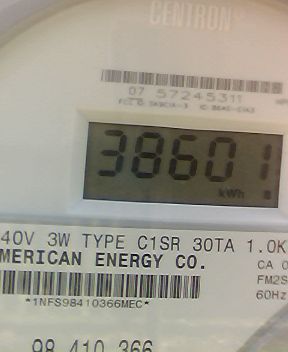 CENTRON
07 57245311
38601
kWh
40V 3W TYPE C1SR 30TA 1.0K
MERICAN ENERGY CO.
CA 0
FM2S
60Hz
*1NFS98410366MEC*
98 410 366